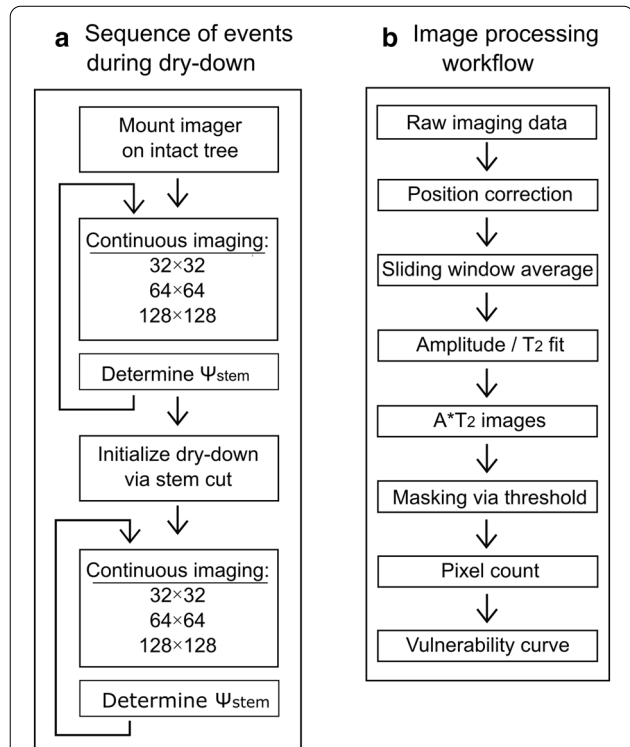 a Sequence of events
during dry-down
Mount imager
on intact tree
Continuous imaging:
32×32
64×64
128×128
Determine Ψstem
Initialize dry-down
via stem cut
Continuous imaging:
32×32
64×64
128×128
Determine Ψstem
b Image processing
workflow
Raw imaging data
Position correction
Sliding window average
Amplitude / T2 fit
A*T2 images
Masking via threshold
Pixel count
Vulnerability curve